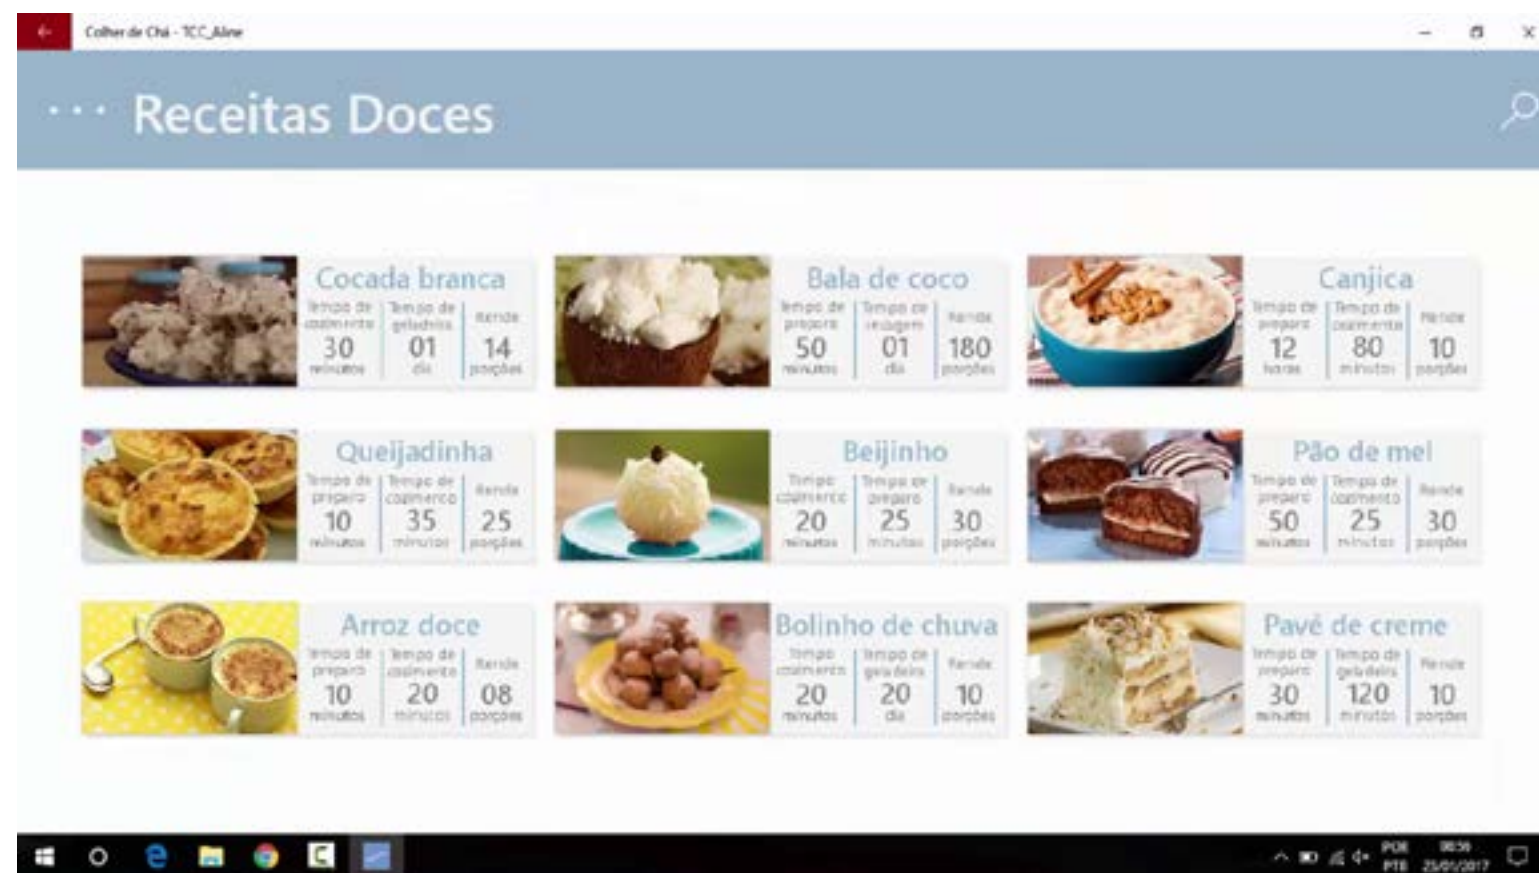 Colher de Chá - TCC_Aline
Receitas Doces
Cocada branca
Tempo de cozimento
30 minutos
Tempo de geladeira
01 dia
Rende
14 porções
Bala de coco
Tempo de preparo
50 minutos
Tempo de
01 dia
Rende
180 porções
Canjica
Tempo de preparo
12 horas
Tempo de cozimento
80 minutos
Rende
10 porções
Queijadinha
Tempo de preparo
10 minutos
Tempo de cozimento
35 minutos
Rende
25 porções
Beijinho
Tempo cozimento
20 minutos
Tempo de preparo
25 minutos
Rende
30 porções
Pão de mel
Tempo de preparo
50 minutos
Tempo de cozimento
25 minutos
Rende
30 porções
Arroz doce
Tempo de preparo
10 minutos
Tempo de cozimento
20 minutos
Rende
08 porções
Bolinho de chuva
Tempo cozimento
20 minutos
Tempo de geladeira
20 dia
Rende
10 porções
Pavê de creme
Tempo de preparo
30 minutos
Tempo de geladeira
120 minutos
Rende
10 porções
POR
PTB
23/01/2017